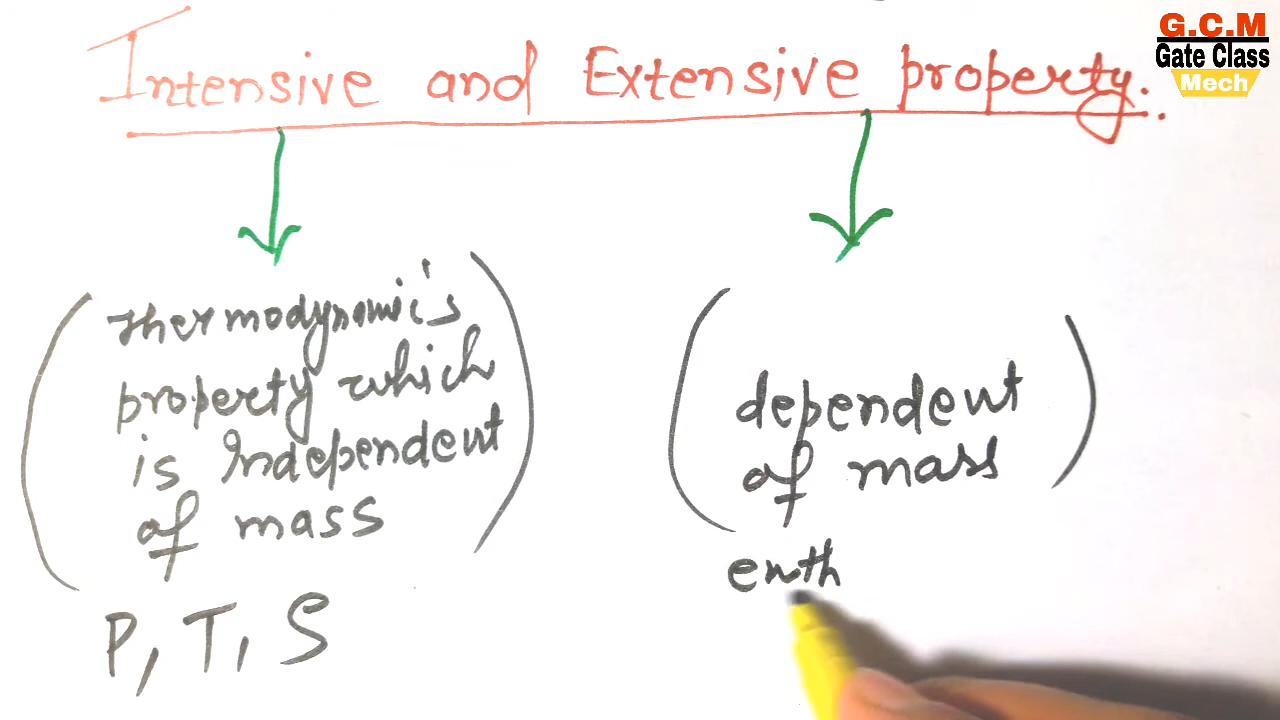 G.C.M
Gate Class
Mech
Intensive and Extensive property.
thermodynamic's
property which
is independent
of mass
P, T, S
dependent
of mass
enth